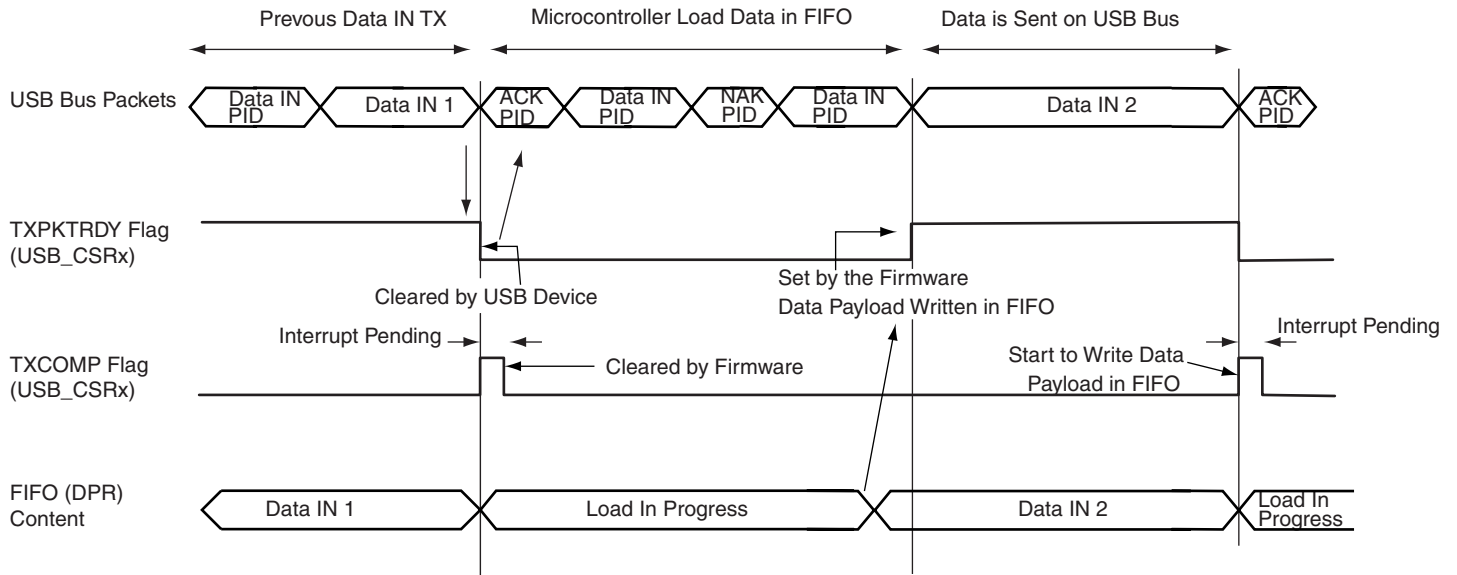 Prevous Data IN TX
Microcontroller Load Data in FIFO
Data is Sent on USB Bus
USB Bus Packets
Data IN
PID
Data IN 1
ACK
PID
Data IN
PID
NAK
PID
Data IN
PID
Data IN 2
ACK
PID
TXPKTRDY Flag
(USB_CSRx)
Cleared by USB Device
Set by the Firmware
Data Payload Written in FIFO
Interrupt Pending
Interrupt Pending
TXCOMP Flag
(USB_CSRx)
Cleared by Firmware
Start to Write Data
Payload in FIFO
FIFO (DPR)
Content
Data IN 1
Load In Progress
Data IN 2
Load In
Progress